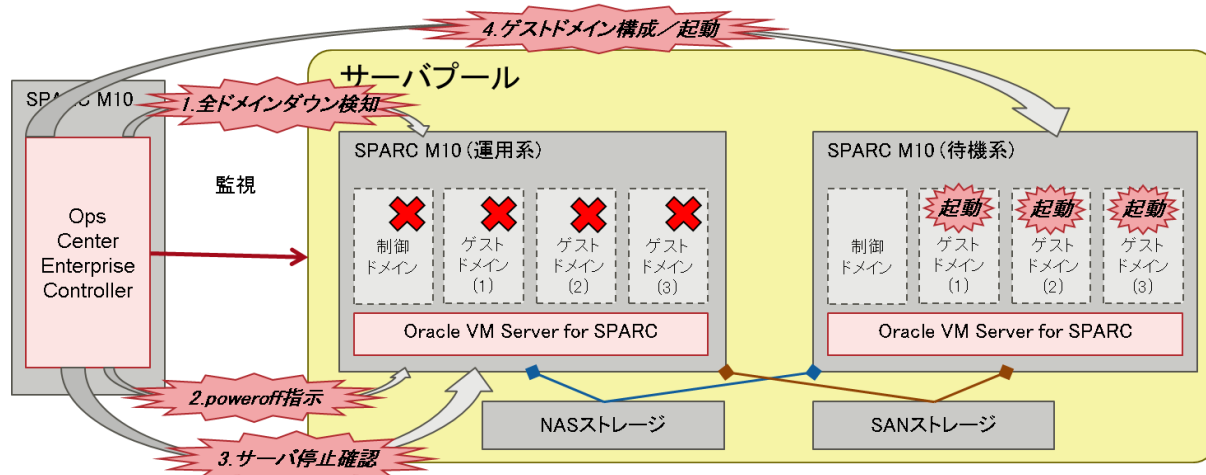 4.ゲストドメイン構成／起動
サーバプール
SPARC M10
1.全ドメインダウン検知
監視
Ops
Center
Enterprise
Controller
SPARC M10（運用系）
制御
ドメイン
ゲスト
ドメイン
(1)
ゲスト
ドメイン
(2)
ゲスト
ドメイン
(3)
Oracle VM Server for SPARC
SPARC M10（待機系）
制御
ドメイン
起動
ゲスト
ドメイン
(1)
起動
ゲスト
ドメイン
(2)
起動
ゲスト
ドメイン
(3)
Oracle VM Server for SPARC
2.poweroff指示
3.サーバ停止確認
NASストレージ
SANストレージ